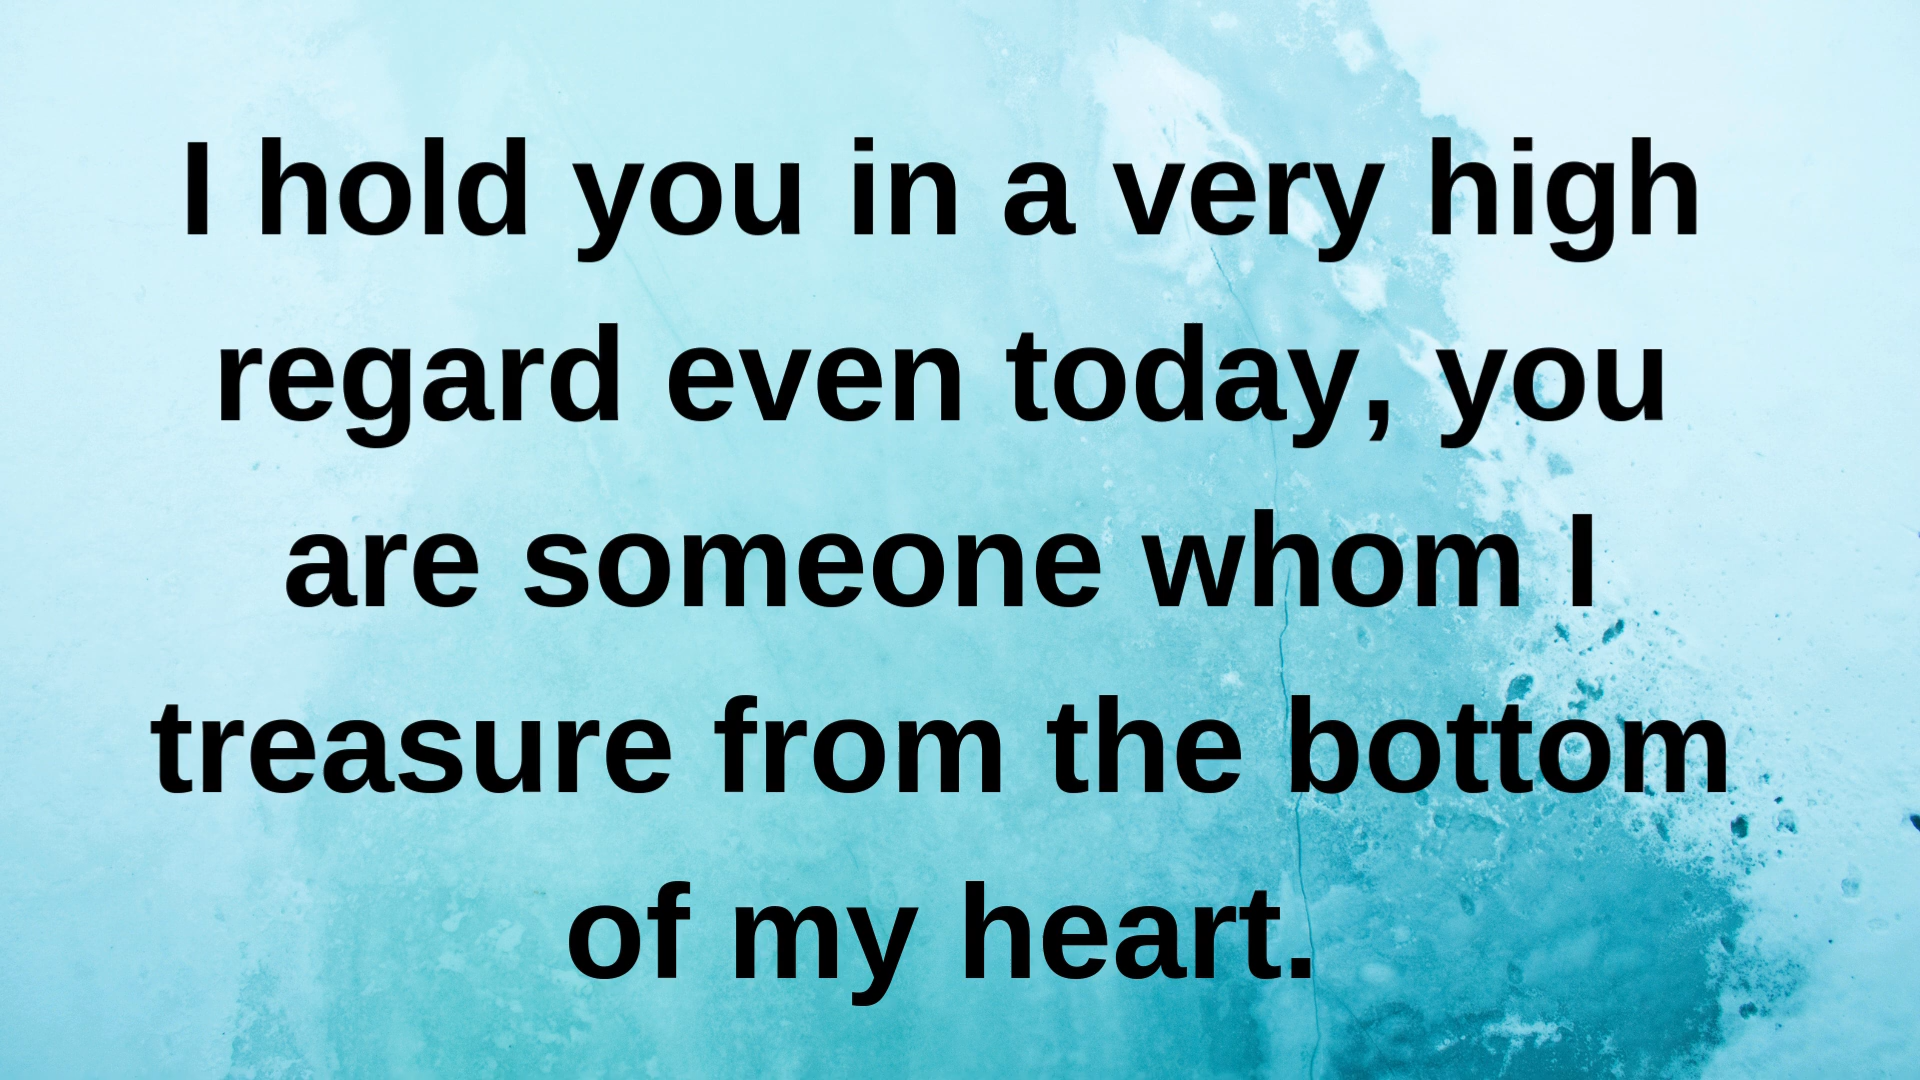 I hold you in a very high
regard even today, you
are someone whom I
treasure from the bottom
of my heart.